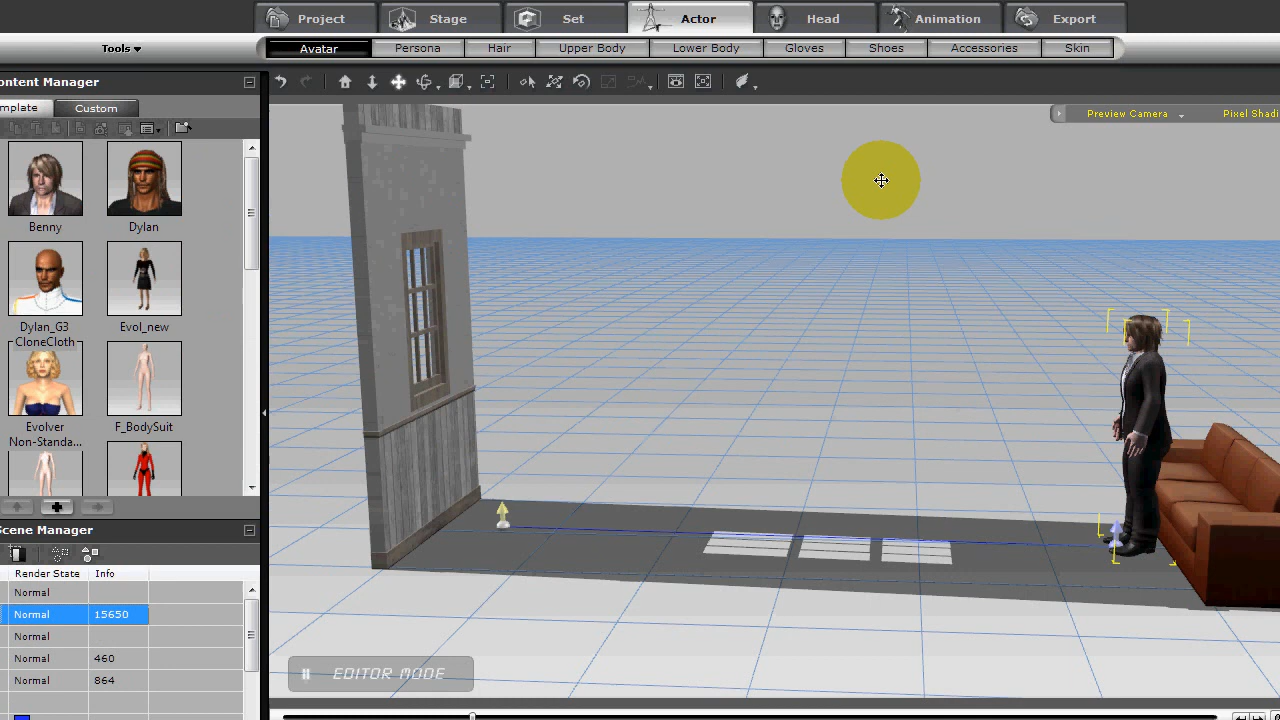 Project Stage Set Actor Head Animation Export
Tools Avatar Persona Hair Upper Body Lower Body Gloves Shoes Accessories Skin
ontent Manager
mplate Custom
Preview Camera Pixel Shadi
Benny Dylan
Dylan_G3 Evol_new
CloneCloth
Evolver F_BodySuit
Non-Standa...
cene Manager
Render State Info
Normal
Normal 15650
Normal
Normal 460
Normal 864
EDITOR MODE